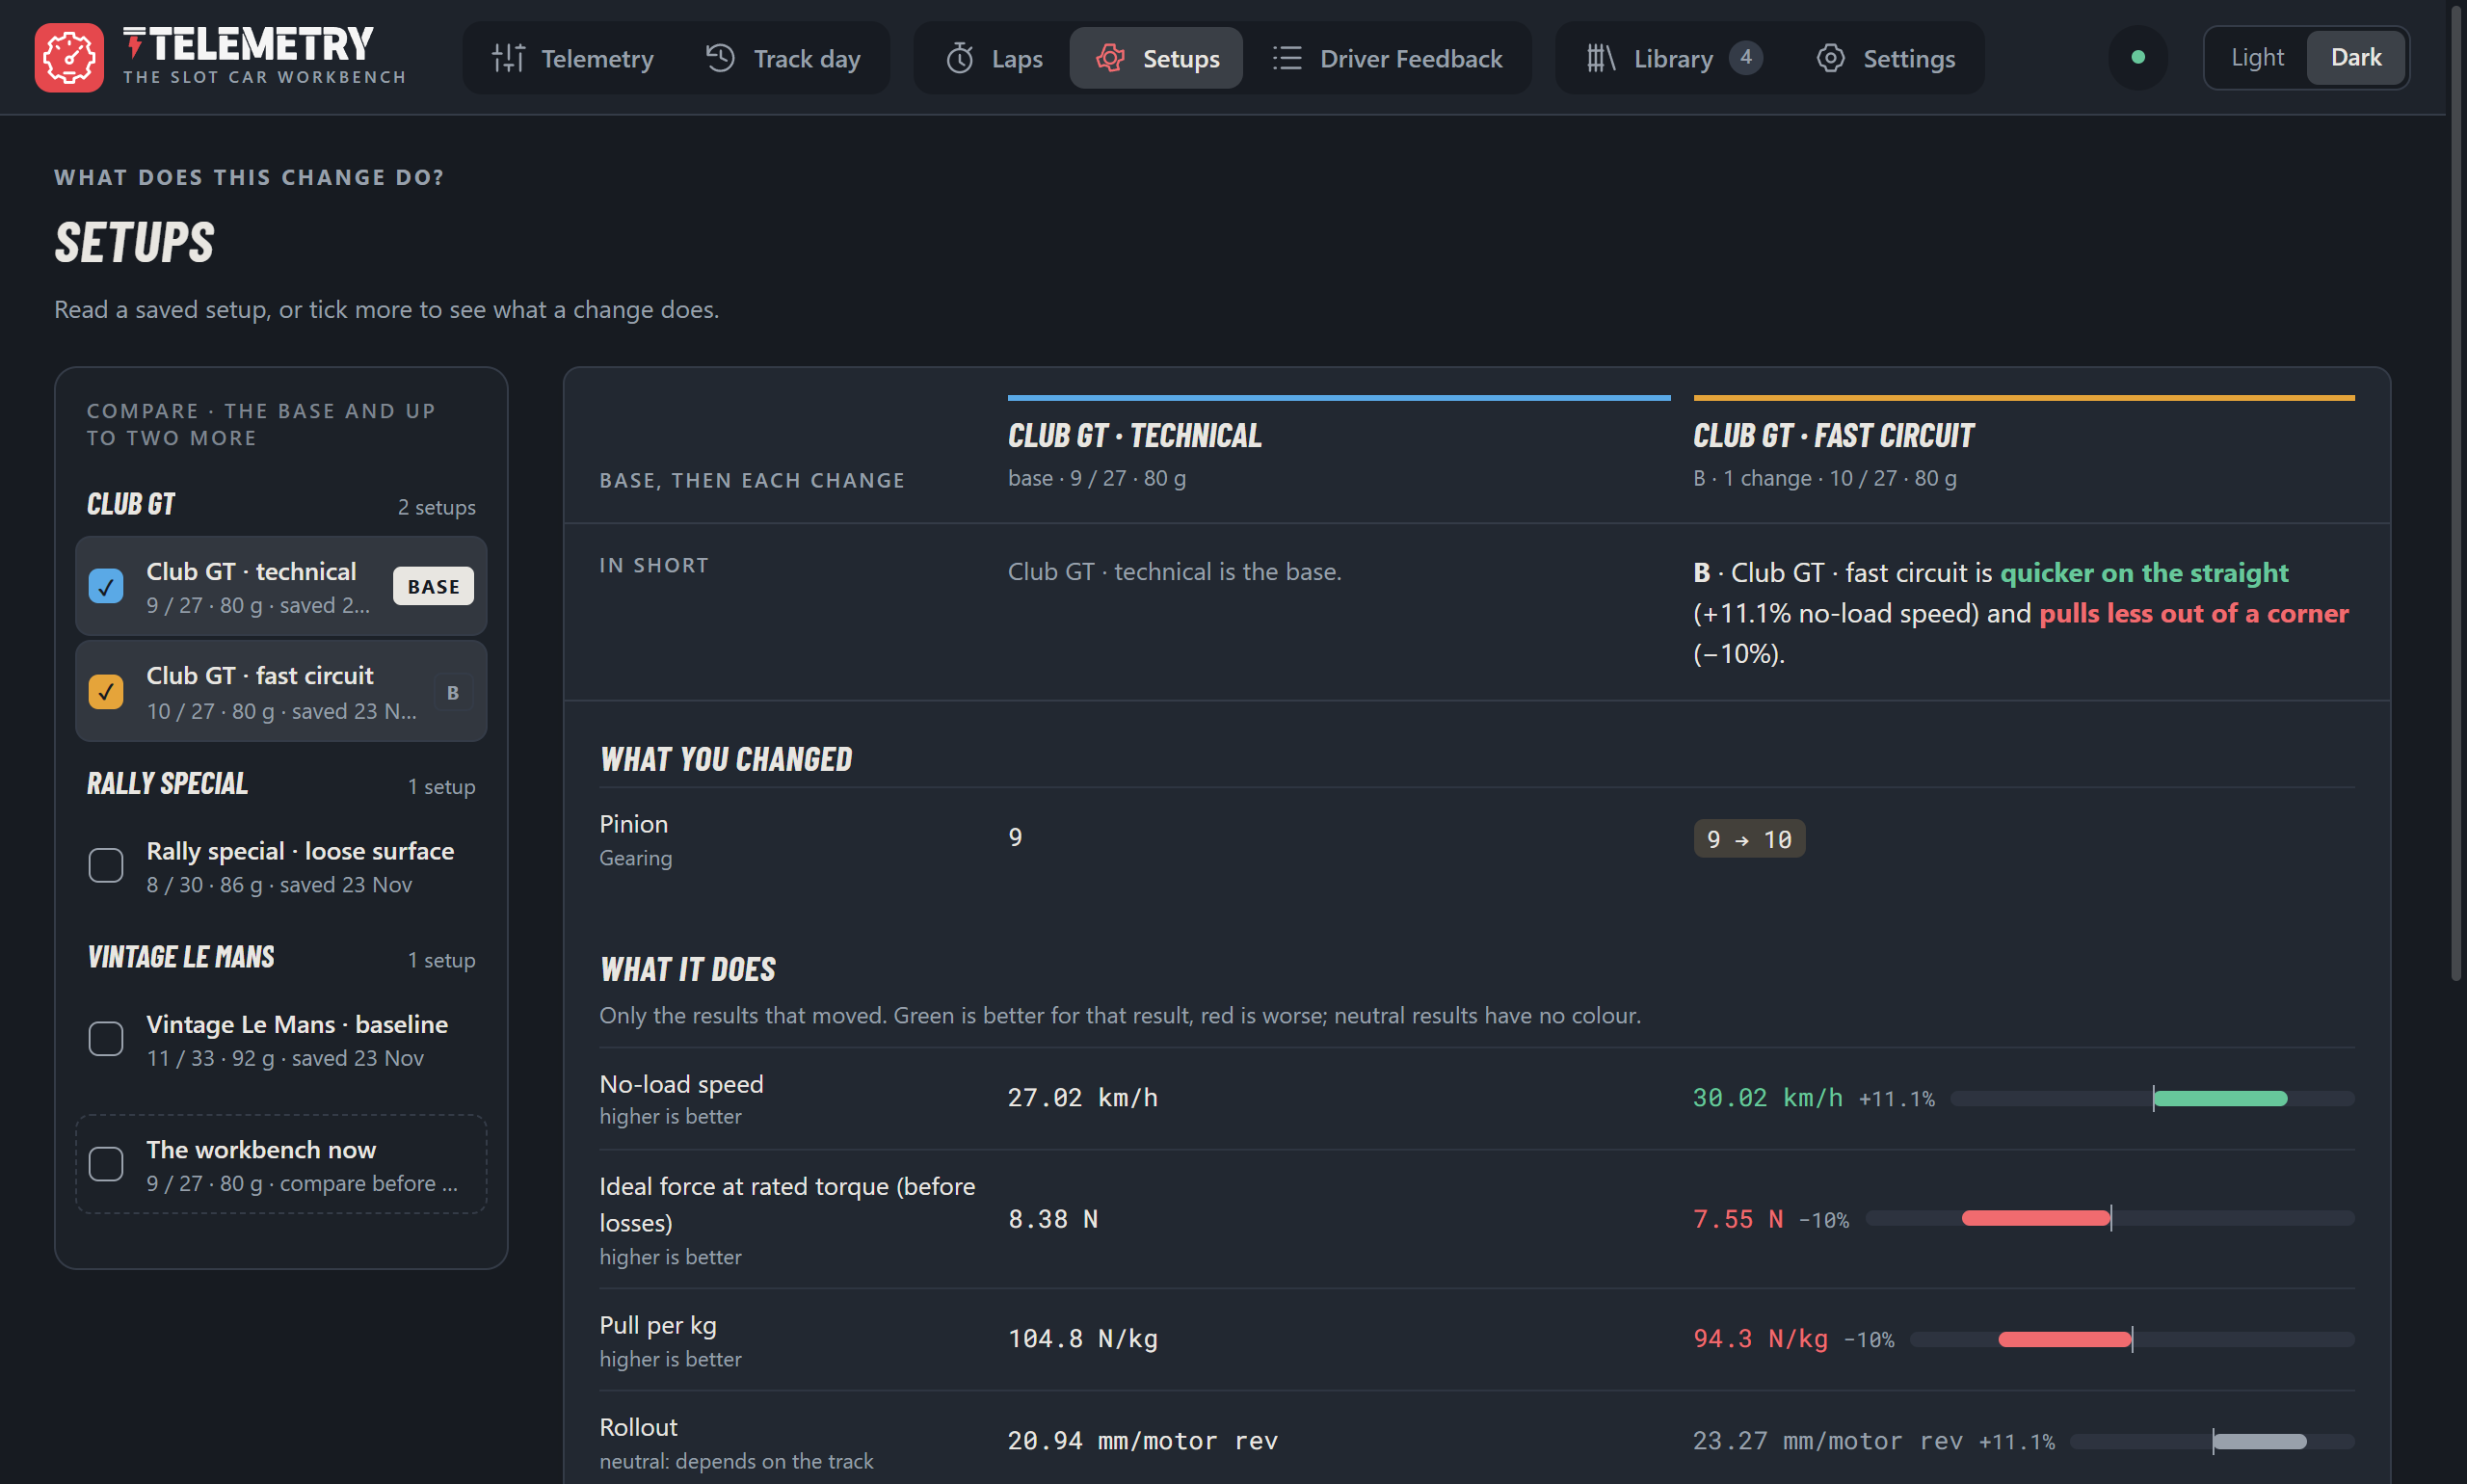 TELEMETRY
THE SLOT CAR WORKBENCH
Telemetry
Track day
Laps
Setups
Driver Feedback
Library 4
Settings
Light
Dark
WHAT DOES THIS CHANGE DO?
SETUPS
Read a saved setup, or tick more to see what a change does.
COMPARE · THE BASE AND UP
TO TWO MORE
CLUB GT 2 setups
Club GT · technical
9 / 27 · 80 g · saved 2...
BASE
Club GT · fast circuit
10 / 27 · 80 g · saved 23 N...
B
RALLY SPECIAL 1 setup
Rally special · loose surface
8 / 30 · 86 g · saved 23 Nov
VINTAGE LE MANS 1 setup
Vintage Le Mans · baseline
11 / 33 · 92 g · saved 23 Nov
The workbench now
9 / 27 · 80 g · compare before ...
BASE, THEN EACH CHANGE
CLUB GT · TECHNICAL
base · 9 / 27 · 80 g
CLUB GT · FAST CIRCUIT
B · 1 change · 10 / 27 · 80 g
IN SHORT
Club GT · technical is the base.
B · Club GT · fast circuit is quicker on the straight
(+11.1% no-load speed) and pulls less out of a corner
(−10%).
WHAT YOU CHANGED
Pinion
Gearing
9
9 → 10
WHAT IT DOES
Only the results that moved. Green is better for that result, red is worse; neutral results have no colour.
No-load speed
higher is better
27.02 km/h
30.02 km/h +11.1%
Ideal force at rated torque (before
losses)
higher is better
8.38 N
7.55 N −10%
Pull per kg
higher is better
104.8 N/kg
94.3 N/kg −10%
Rollout
neutral: depends on the track
20.94 mm/motor rev
23.27 mm/motor rev +11.1%